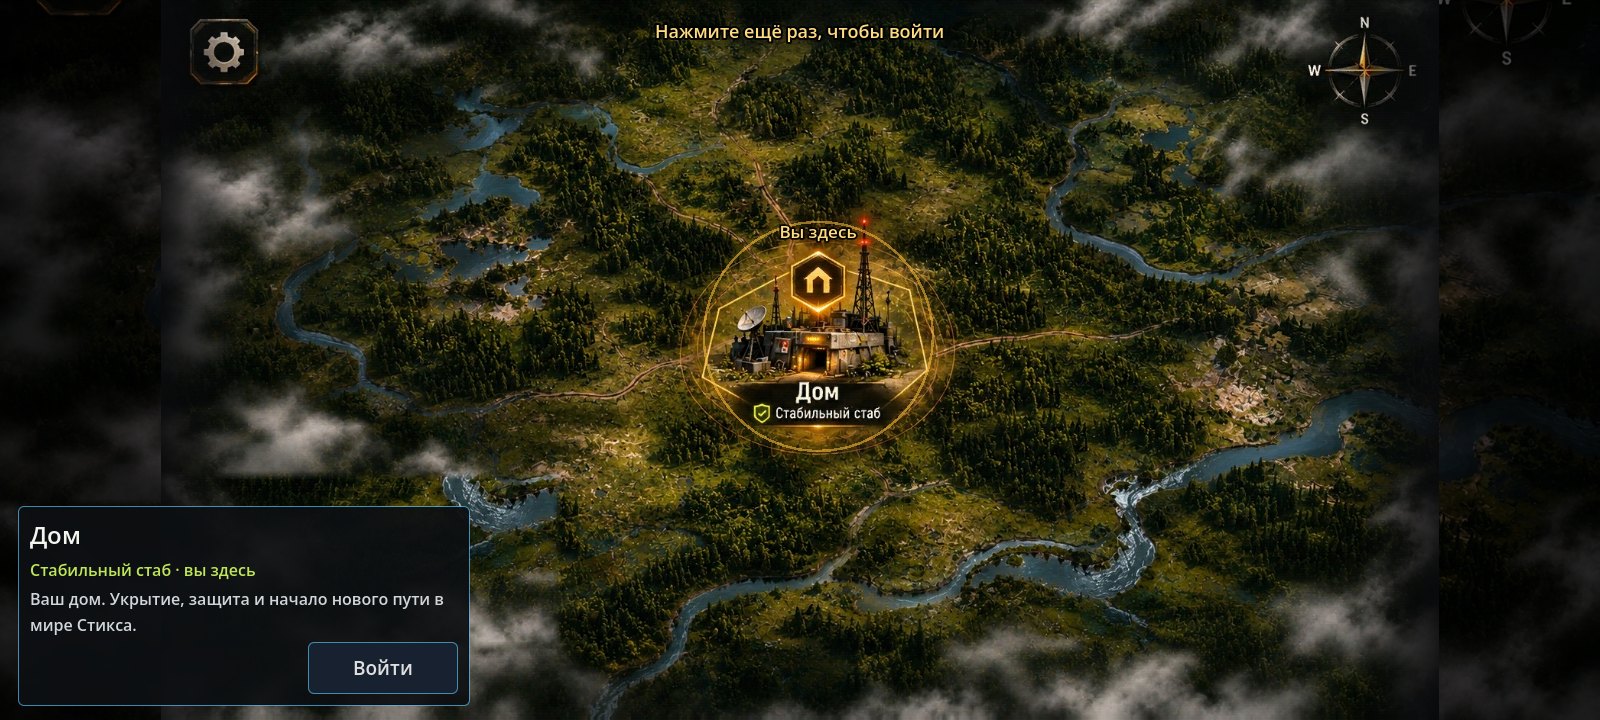 Нажмите ещё раз, чтобы войти
N
W
E
S
W
E
S
Вы здесь
Дом
Стабильный стаб
Дом
Стабильный стаб · вы здесь
Ваш дом. Укрытие, защита и начало нового пути в
мире Стикса.
Войти